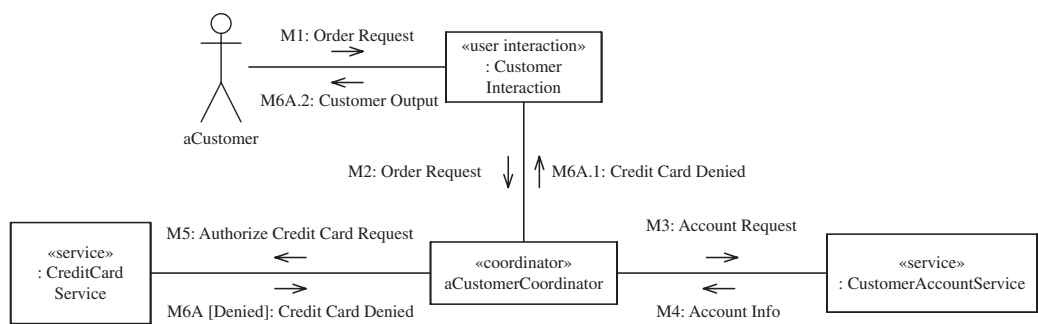 M1: Order Request
«user interaction»
: Customer
Interaction
M6A.2: Customer Output
aCustomer
M2: Order Request
M6A.1: Credit Card Denied
M5: Authorize Credit Card Request
M3: Account Request
«service»
: CreditCard
Service
«coordinator»
aCustomerCoordinator
«service»
: CustomerAccountService
M6A [Denied]: Credit Card Denied
M4: Account Info